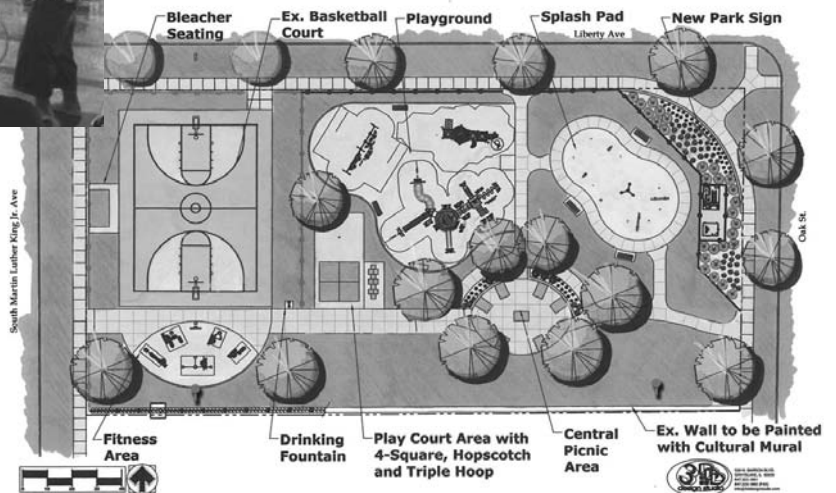 Bleacher
Seating
Ex. Basketball
Court
Playground
Splash Pad
New Park Sign
Liberty Ave
South Martin Luther King Jr. Ave
Oak St.
Fitness
Area
Drinking
Fountain
Play Court Area with
4-Square, Hopscotch
and Triple Hoop
Central
Picnic
Area
Ex. Wall to be Painted
with Cultural Mural
design studio